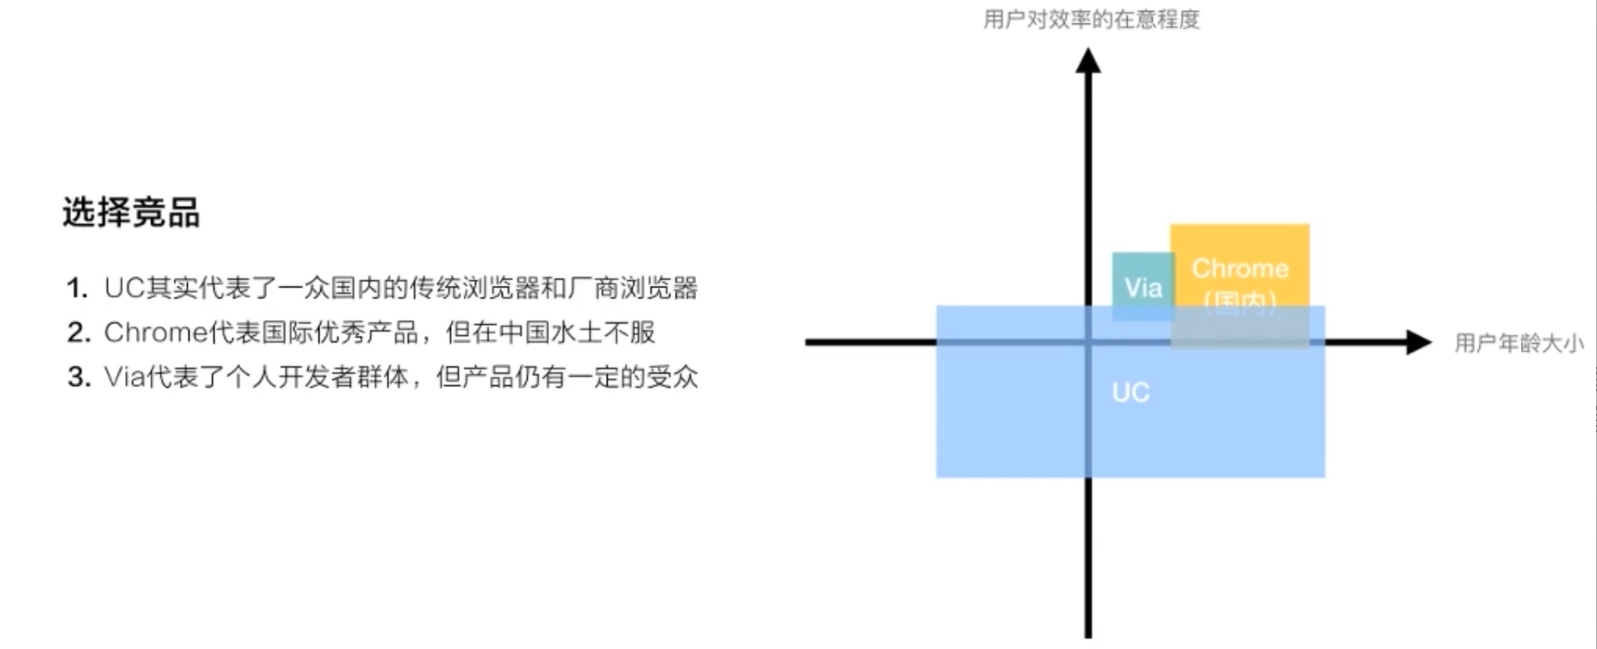 用户对效率的在意程度
选择竞品
1. UC其实代表了一众国内的传统浏览器和厂商浏览器
2. Chrome代表国际优秀产品，但在中国水土不服
3. Via代表了个人开发者群体，但产品仍有一定的受众
Via
Chrome
（国内）
用户年龄大小
UC